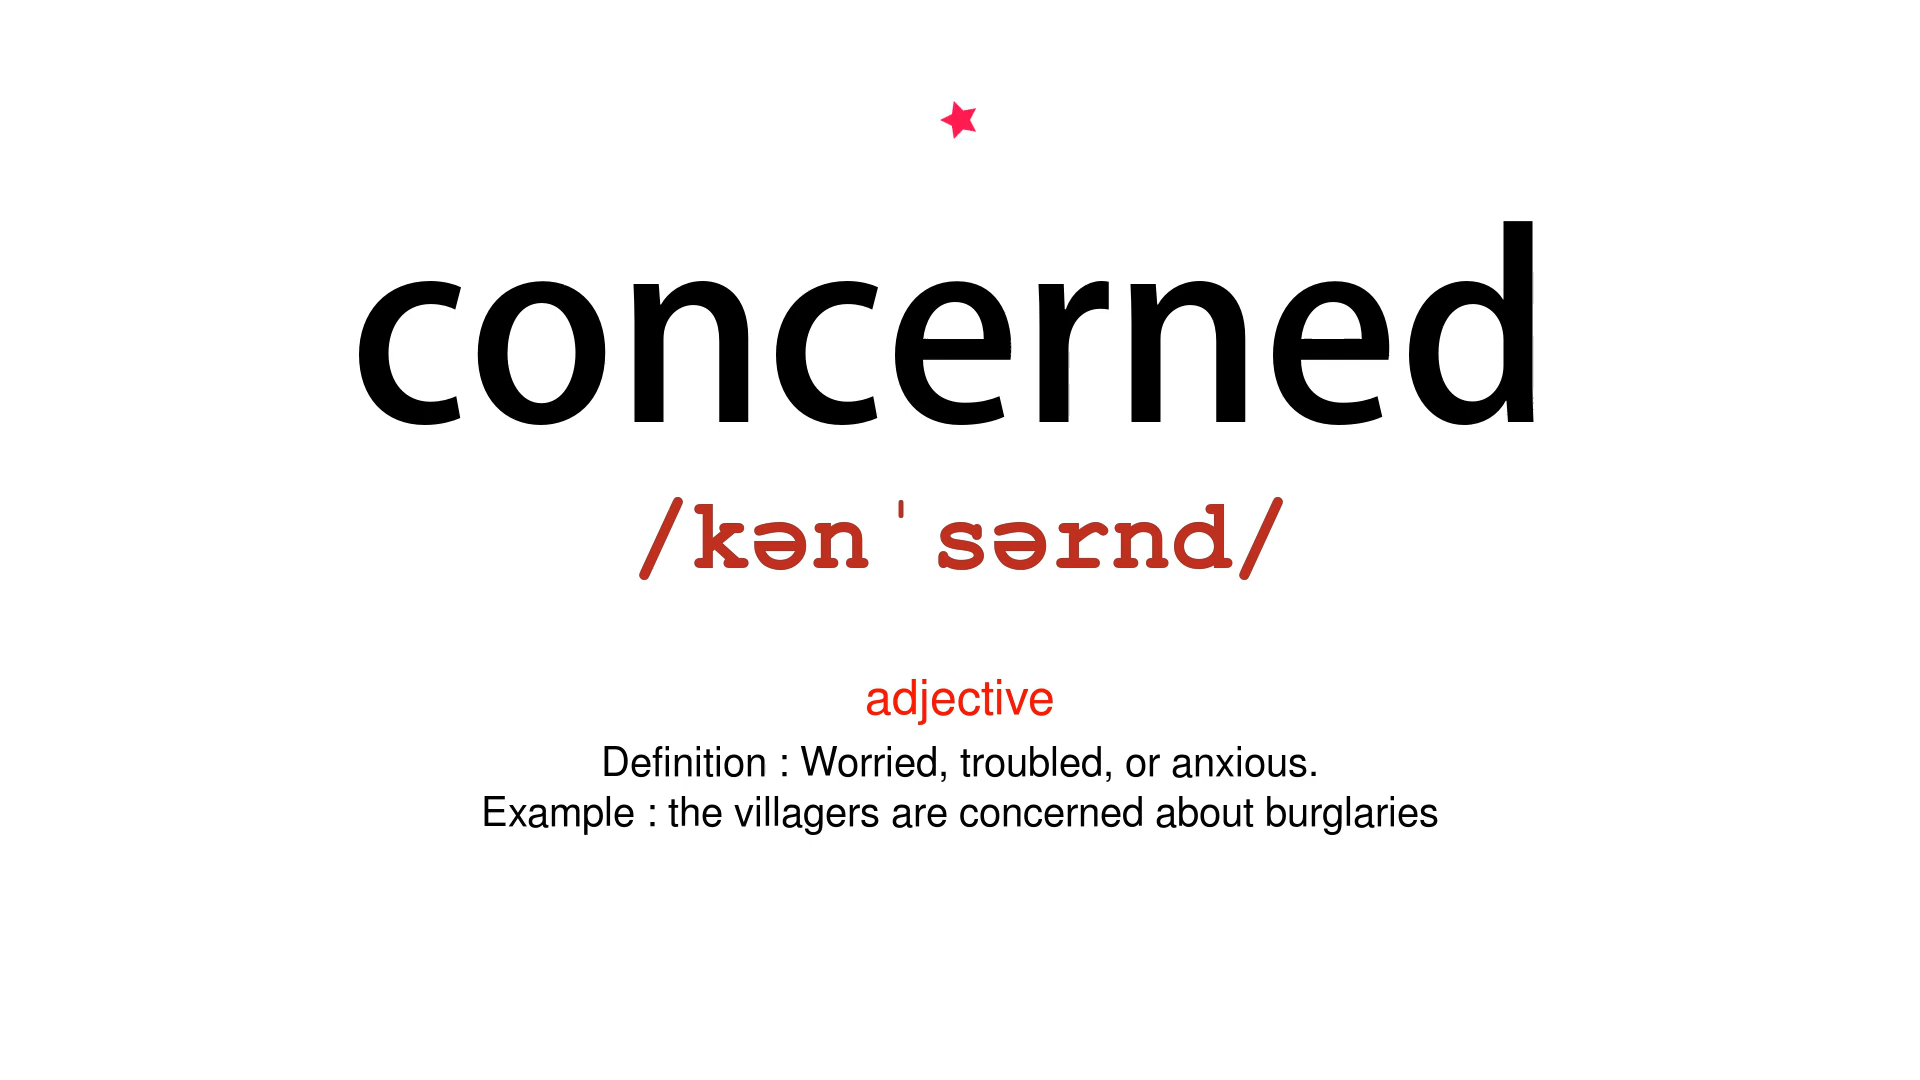 concerned
/kənˈsərnd/
adjective
Definition : Worried, troubled, or anxious.
Example : the villagers are concerned about burglaries